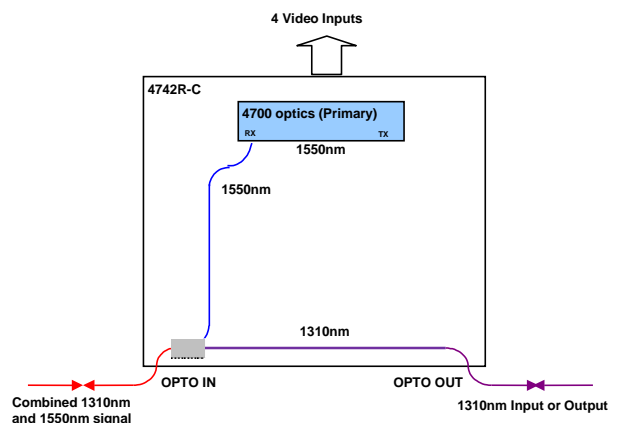 4 Video Inputs
4742R-C
4700 optics (Primary)
RX TX
1550nm
1550nm
1310nm
OPTO IN
OPTO OUT
Combined 1310nm
and 1550nm signal
1310nm Input or Output